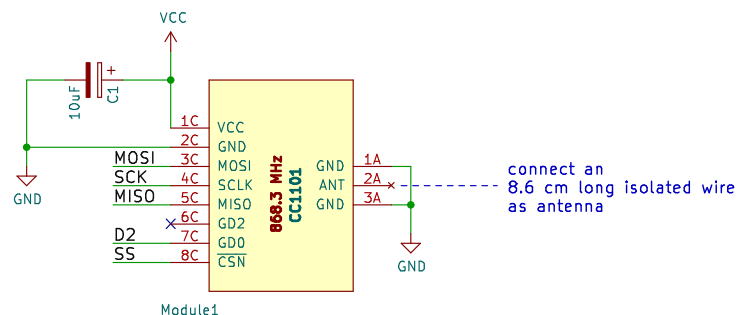 VCC
+
10uF
C1
1C
VCC
2C
GND
MOSI
3C
MOSI
GND
1A
SCK
4C
SCLK
ANT
2A
MISO
5C
MISO
GND
3A
6C
GD2
D2
7C
GD0
SS
8C
CSN
868.3 MHz
CC1101
GND
GND
connect an
8.6 cm long isolated wire
as antenna
Module1